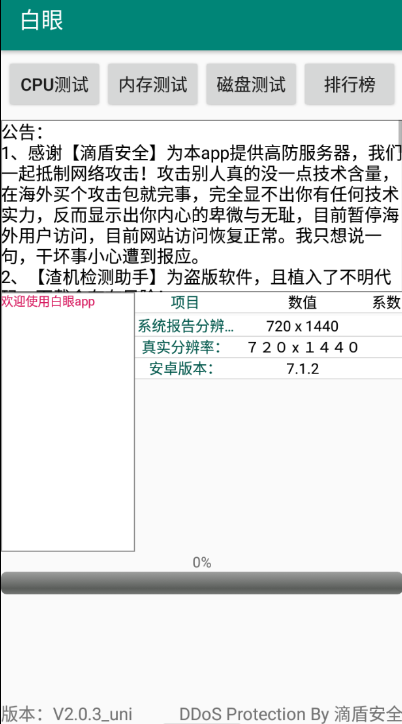 白眼
CPU测试 内存测试 磁盘测试 排行榜
公告：
1、感谢【滴盾安全】为本app提供高防服务器，我们
一起抵制网络攻击！攻击别人真的没一点技术含量，
在海外买个攻击包就完事，完全显不出你有任何技术
实力，反而显示出你内心的卑微与无耻，目前暂停海
外用户访问，目前网站访问恢复正常。我只想说一
句，干坏事小心遭到报应。
2、【渣机检测助手】为盗版软件，且植入了不明代
欢迎使用白眼app
项目 数值 系数
系统报告分辨... 720 x 1440
真实分辨率： ７２０ｘ１４４０
安卓版本： 7.1.2
0%
版本：V2.0.3_uni DDoS Protection By 滴盾安全